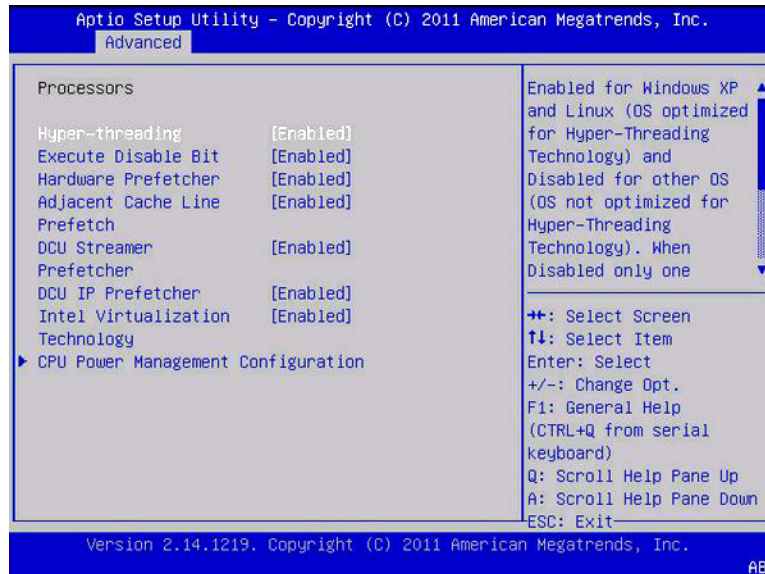 Aptio Setup Utility - Copyright (C) 2011 American Megatrends, Inc.
Advanced
Processors
Hyper-threading [Enabled]
Execute Disable Bit [Enabled]
Hardware Prefetcher [Enabled]
Adjacent Cache Line [Enabled]
Prefetch
DCU Streamer [Enabled]
Prefetcher
DCU IP Prefetcher [Enabled]
Intel Virtualization [Enabled]
Technology
CPU Power Management Configuration
Enabled for Windows XP
and Linux (OS optimized
for Hyper-Threading
Technology) and
Disabled for other OS
(OS not optimized for
Hyper-Threading
Technology). When
Disabled only one
→←: Select Screen
↑↓: Select Item
Enter: Select
+/-: Change Opt.
F1: General Help
(CTRL+Q from serial
keyboard)
Q: Scroll Help Pane Up
A: Scroll Help Pane Down
ESC: Exit
Version 2.14.1219. Copyright (C) 2011 American Megatrends, Inc.
AB